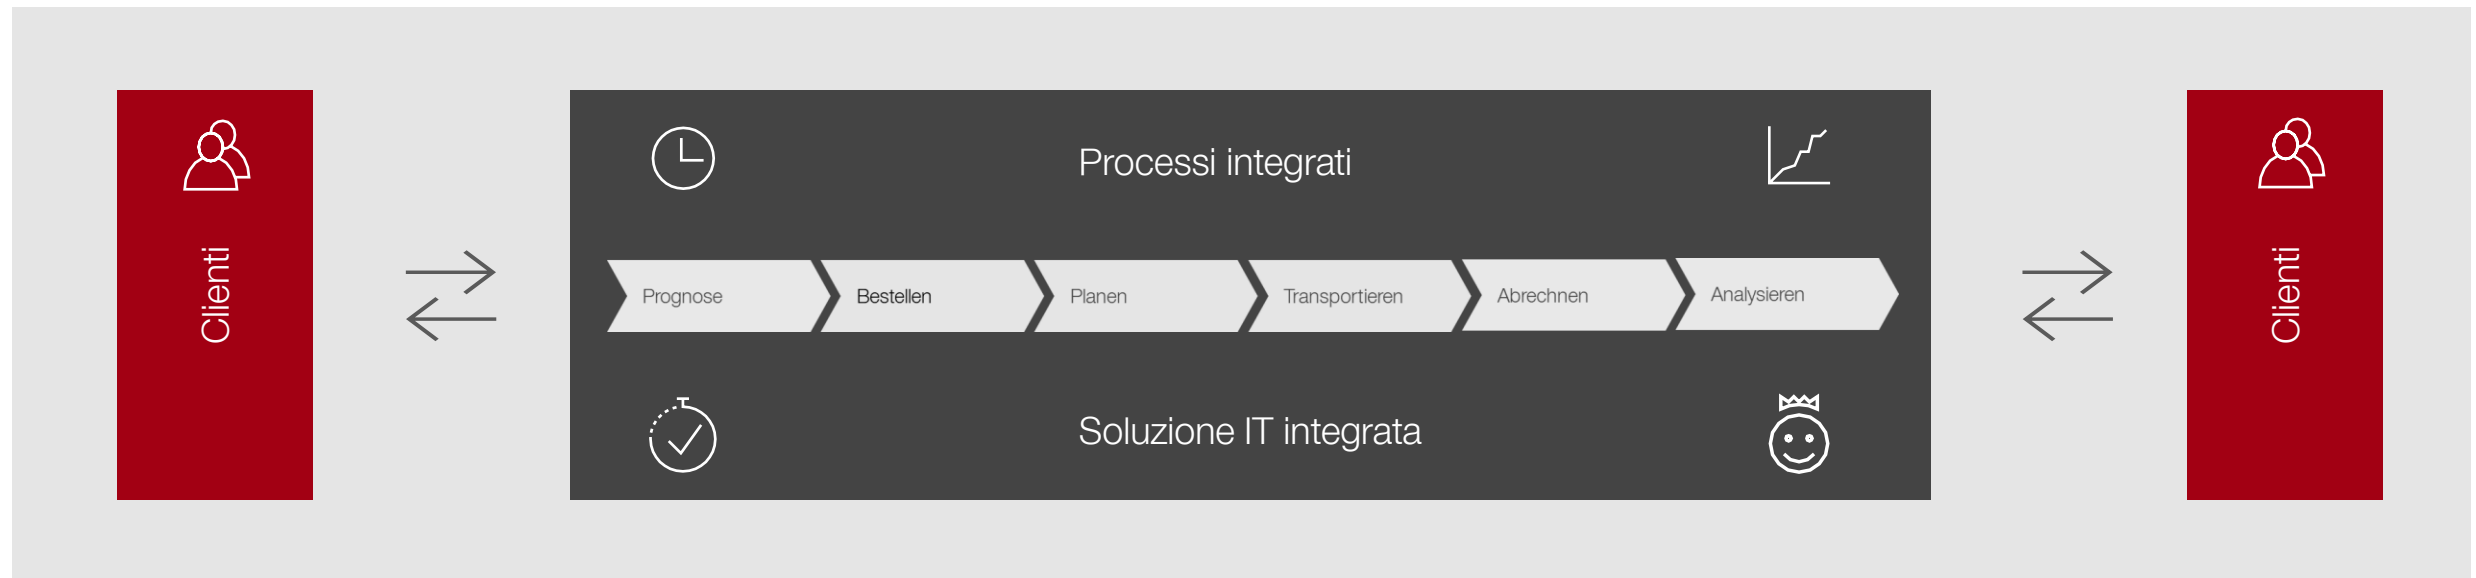 Clienti
Processi integrati
Prognose
Bestellen
Planen
Transportieren
Abrechnen
Analysieren
Soluzione IT integrata
Clienti